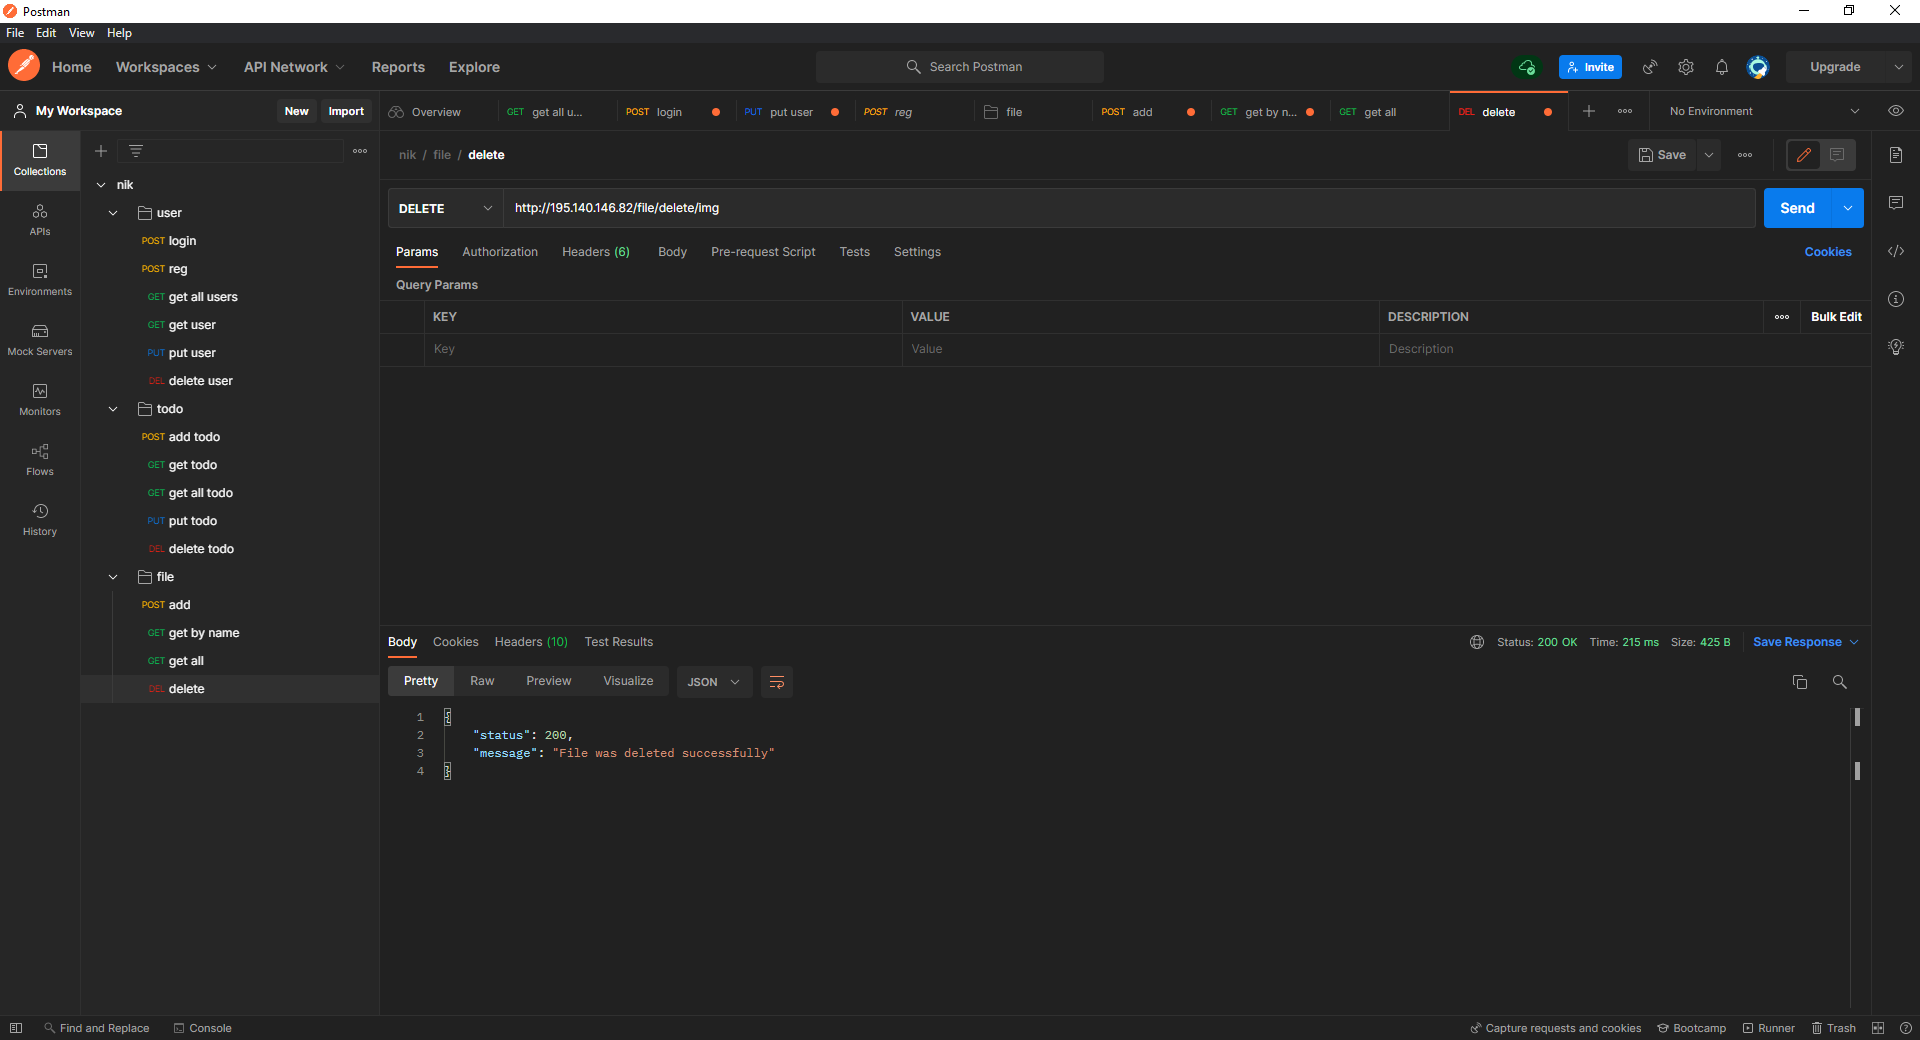 Postman
File Edit View Help
Home Workspaces API Network Reports Explore Search Postman Invite Upgrade
My Workspace New Import Overview GET get all u... POST login PUT put user POST reg file POST add GET get by n... GET get all DEL delete No Environment
nik / file / delete Save
Collections
APIs
Environments
Mock Servers
Monitors
Flows
History
nik
user
POST login
POST reg
GET get all users
GET get user
PUT put user
DEL delete user
todo
POST add todo
GET get todo
GET get all todo
PUT put todo
DEL delete todo
file
POST add
GET get by name
GET get all
DEL delete
DELETE http://195.140.146.82/file/delete/img Send
Params Authorization Headers (6) Body Pre-request Script Tests Settings Cookies
Query Params
KEY VALUE DESCRIPTION Bulk Edit
Key Value Description
Body Cookies Headers (10) Test Results Status: 200 OK Time: 215 ms Size: 425 B Save Response
Pretty Raw Preview Visualize JSON
1 {
2 "status": 200,
3 "message": "File was deleted successfully"
4 }
Find and Replace Console Capture requests and cookies Bootcamp Runner Trash